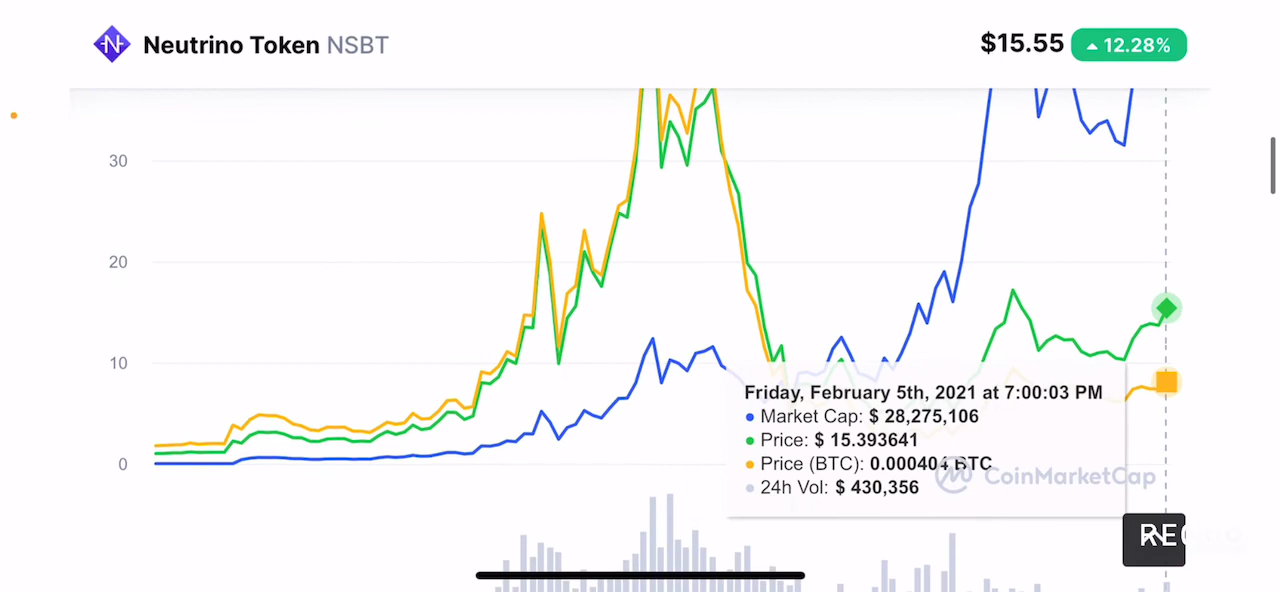 Neutrino Token NSBT
$15.55
12.28%
30
20
10
0
Friday, February 5th, 2021 at 7:00:03 PM
Market Cap: $ 28,275,106
Price: $ 15.393641
Price (BTC): 0.000404 BTC
24h Vol: $ 430,356
CoinMarketCap